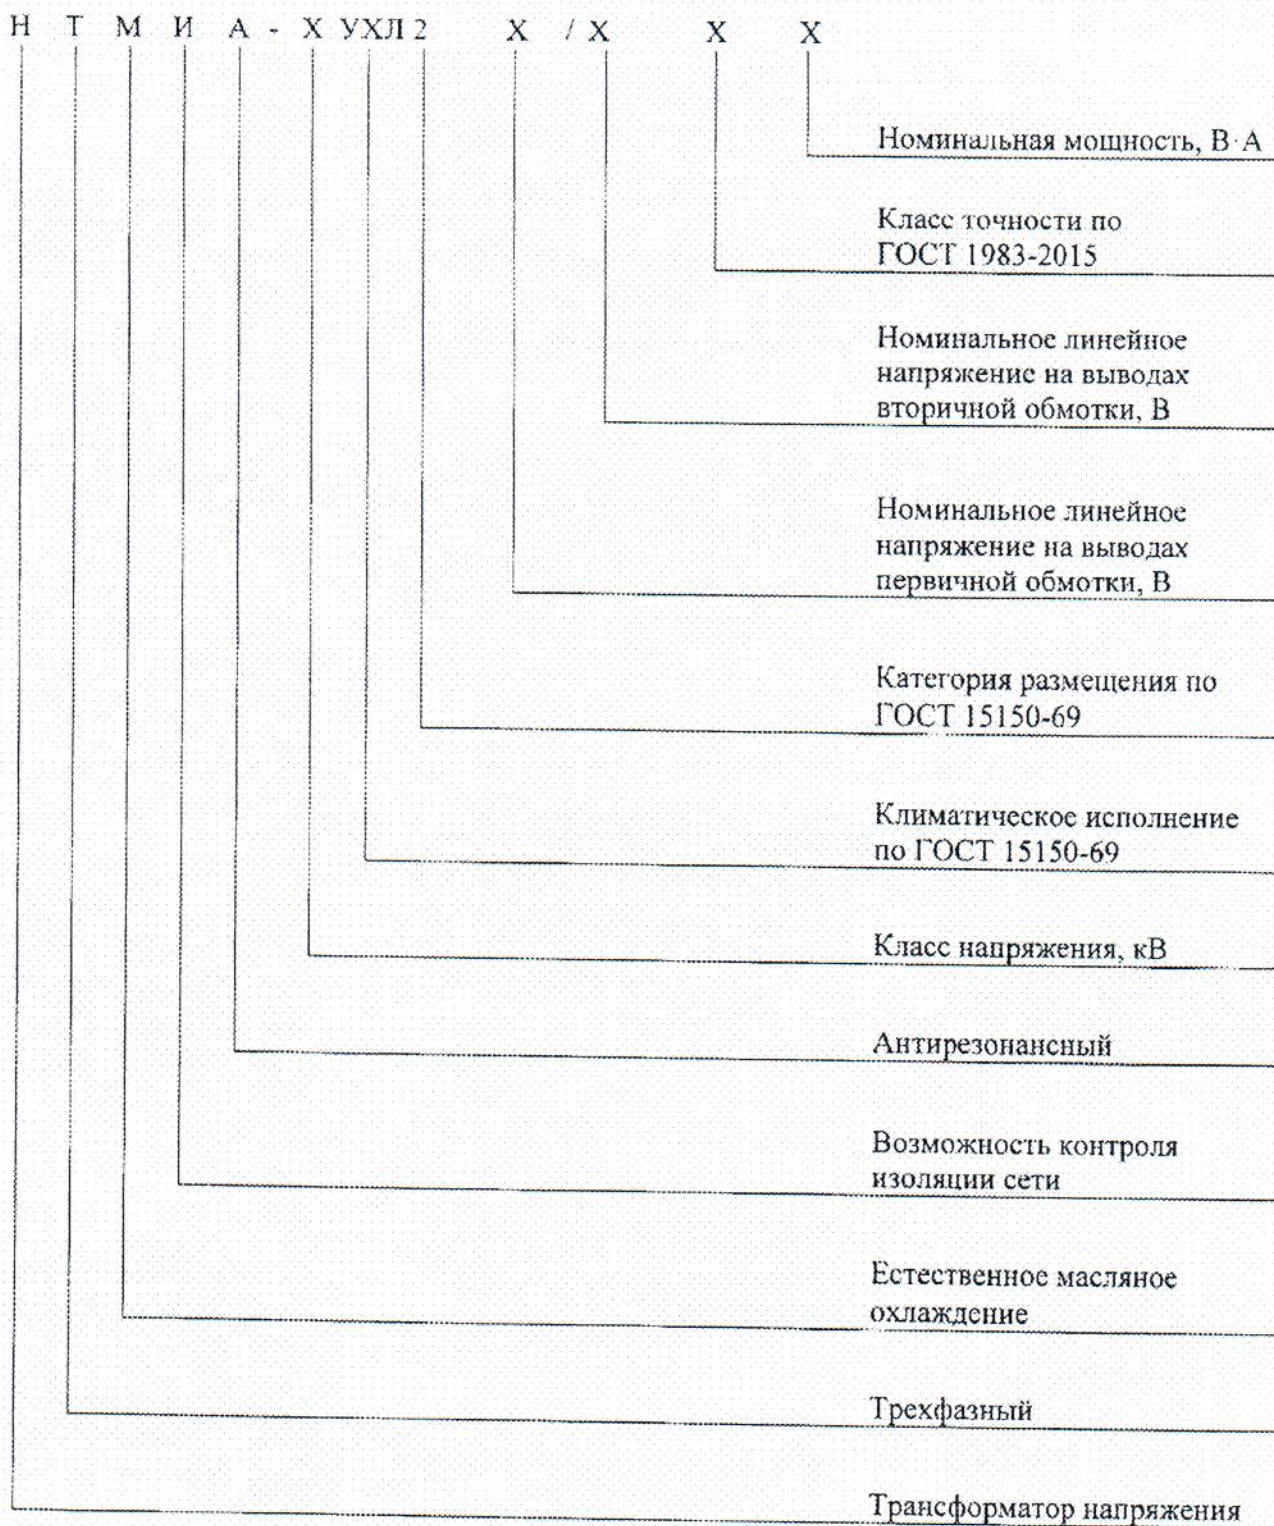 Н Т М И А - Х УХЛ 2 Х / Х Х Х
Номинальная мощность, В·А
Класс точности по
ГОСТ 1983-2015
Номинальное линейное
напряжение на выводах
вторичной обмотки, В
Номинальное линейное
напряжение на выводах
первичной обмотки, В
Категория размещения по
ГОСТ 15150-69
Климатическое исполнение
по ГОСТ 15150-69
Класс напряжения, кВ
Антирезонансный
Возможность контроля
изоляции сети
Естественное масляное
охлаждение
Трехфазный
Трансформатор напряжения